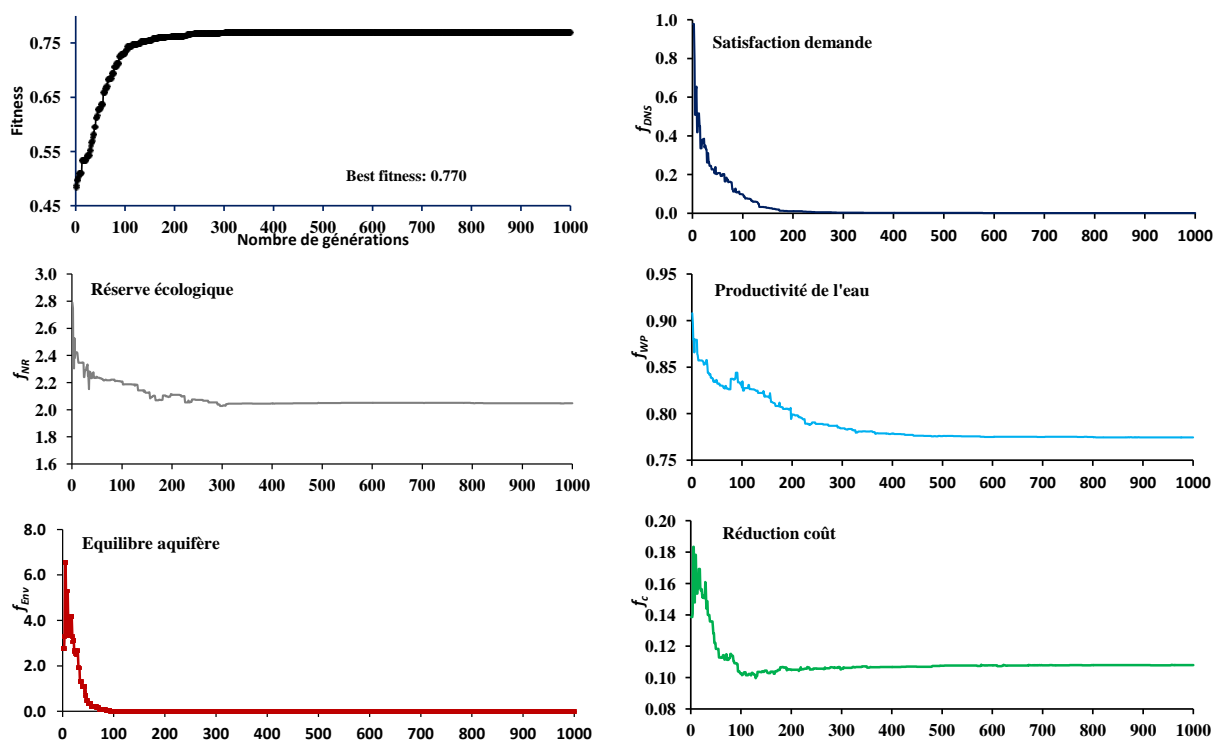 0.75
0.65
0.55
0.45
Fitness
Best fitness: 0.770
0 100 200 300 400 500 600 700 800 900 1000
Nombre de générations
1.0
0.8
0.6
0.4
0.2
0.0
fDNS
Satisfaction demande
0 100 200 300 400 500 600 700 800 900 1000
3.0
2.8
2.6
2.4
2.2
2.0
1.8
1.6
fNR
Réserve écologique
0 100 200 300 400 500 600 700 800 900 1000
0.95
0.90
0.85
0.80
0.75
fWP
Productivité de l'eau
0 100 200 300 400 500 600 700 800 900 1000
8.0
6.0
4.0
2.0
0.0
fEnv
Equilibre aquifère
0 100 200 300 400 500 600 700 800 900 1000
0.20
0.18
0.16
0.14
0.12
0.10
0.08
fc
Réduction coût
0 100 200 300 400 500 600 700 800 900 1000